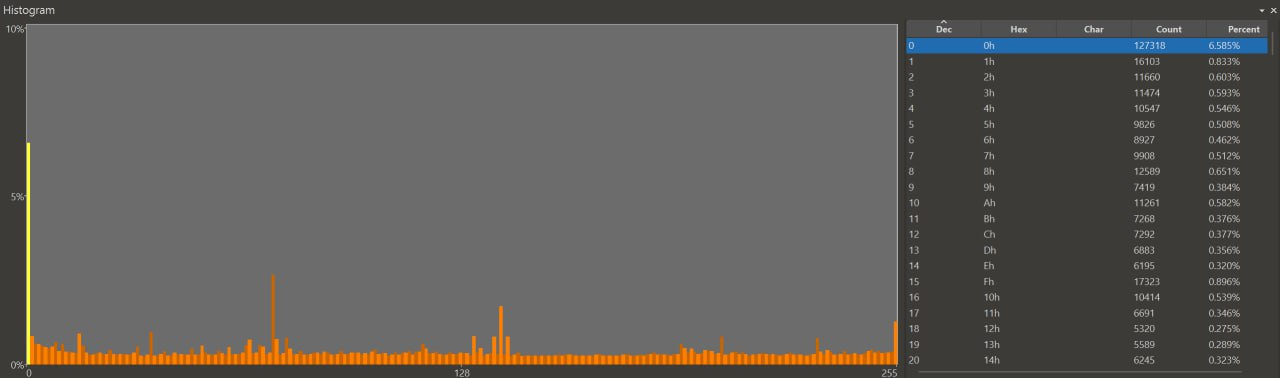 Histogram
10%
5%
0%
0 128 255
Dec Hex Char Count Percent
0 0h 127318 6.585%
1 1h 16103 0.833%
2 2h 11660 0.603%
3 3h 11474 0.593%
4 4h 10547 0.546%
5 5h 9826 0.508%
6 6h 8927 0.462%
7 7h 9908 0.512%
8 8h 12589 0.651%
9 9h 7419 0.384%
10 Ah 11261 0.582%
11 Bh 7268 0.376%
12 Ch 7292 0.377%
13 Dh 6883 0.356%
14 Eh 6195 0.320%
15 Fh 17323 0.896%
16 10h 10414 0.539%
17 11h 6691 0.346%
18 12h 5320 0.275%
19 13h 5589 0.289%
20 14h 6245 0.323%